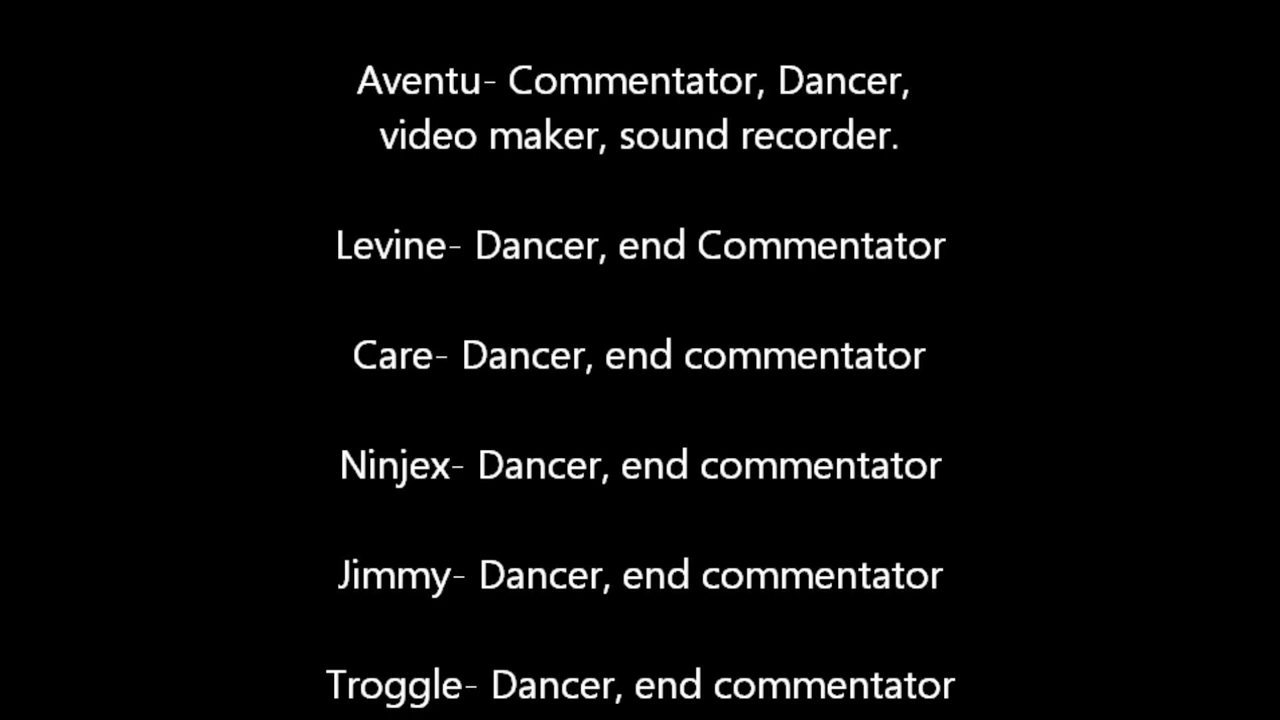 Aventu- Commentator, Dancer,
video maker, sound recorder.
Levine- Dancer, end Commentator
Care- Dancer, end commentator
Ninjex- Dancer, end commentator
Jimmy- Dancer, end commentator
Troggle- Dancer, end commentator